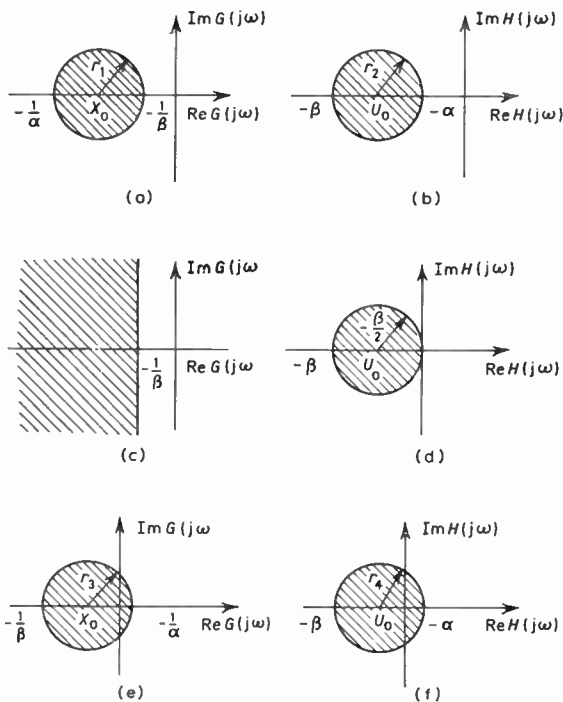 Im G(jω)
Im H(jω)
r₁
r₂
-1/α
X₀
-1/β
Re G(jω)
-β
U₀
-α
Re H(jω)
(a)
(b)
Im G(jω
Im H(jω)
-β/2
-1/β
Re G(jω
-β
U₀
Re H(jω)
(c)
(d)
Im G(jω
Im H(jω)
r₃
r₄
-1/β
X₀
-1/α
Re G(jω)
-β
U₀
-α
Re H(jω)
(e)
(f)